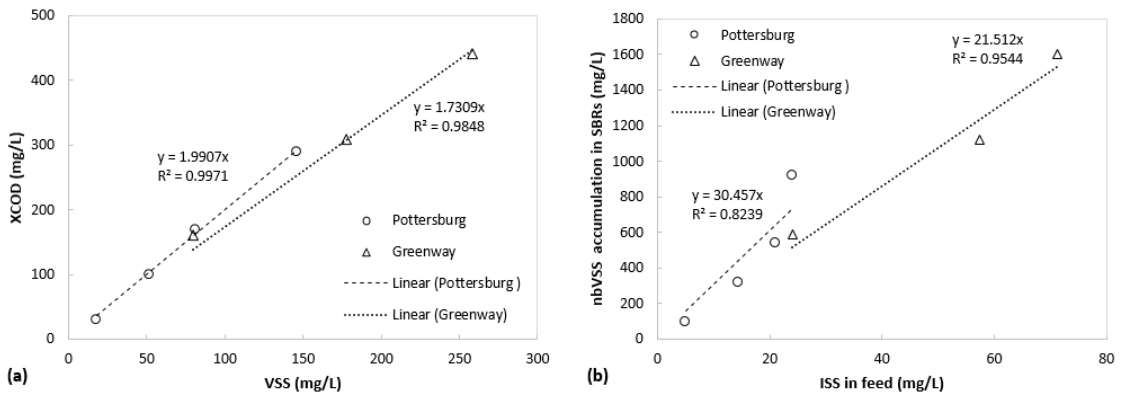 500
400
300
200
100
0
XCOD (mg/L)
y = 1.9907x
R² = 0.9971
y = 1.7309x
R² = 0.9848
Pottersburg
Greenway
Linear (Pottersburg )
Linear (Greenway)
0 50 100 150 200 250 300
(a)
VSS (mg/L)
1800
1600
1400
1200
1000
800
600
400
200
0
nbVSS accumulation in SBRs (mg/L)
Pottersburg
Greenway
Linear (Pottersburg )
Linear (Greenway)
y = 21.512x
R² = 0.9544
y = 30.457x
R² = 0.8239
0 20 40 60 80
(b)
ISS in feed (mg/L)